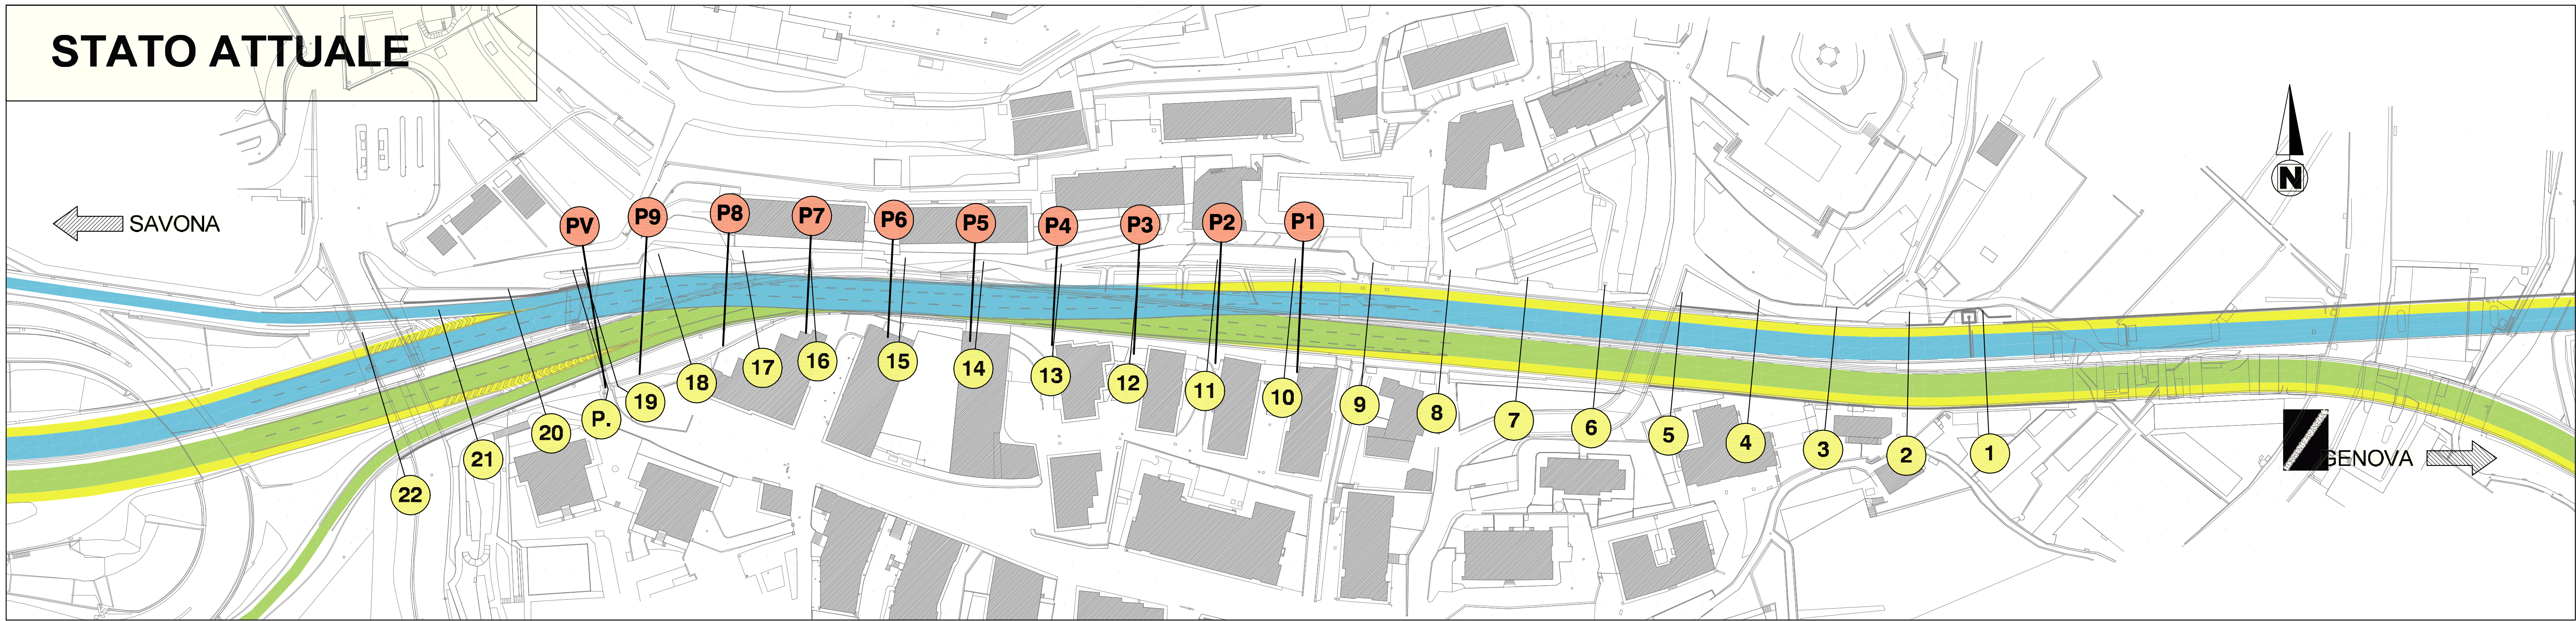 STATO ATTUALE
N
SAVONA
PV P9 P8 P7 P6 P5 P4 P3 P2 P1
22 21 20 P. 19 18 17 16 15 14 13 12 11 10 9 8 7 6 5 4 3 2 1
GENOVA